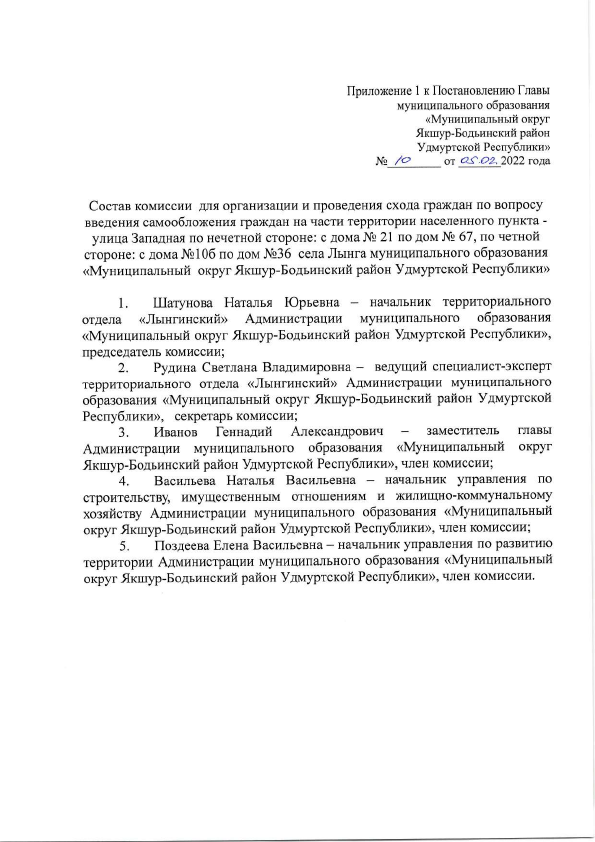 Приложение 1 к Постановлению Главы
муниципального образования
«Муниципальный округ
Якшур-Бодьинский район
Удмуртской Республики»
№ 10 от 05.02. 2022 года
Состав комиссии для организации и проведения схода граждан по вопросу
введения самообложения граждан на части территории населенного пункта -
улица Западная по нечетной стороне: с дома № 21 по дом № 67, по четной
стороне: с дома №10б по дом №36 села Лынга муниципального образования
«Муниципальный округ Якшур-Бодьинский район Удмуртской Республики»
1. Шатунова Наталья Юрьевна – начальник территориального
отдела «Лынгинский» Администрации муниципального образования
«Муниципальный округ Якшур-Бодьинский район Удмуртской Республики»,
председатель комиссии;
2. Рудина Светлана Владимировна – ведущий специалист-эксперт
территориального отдела «Лынгинский» Администрации муниципального
образования «Муниципальный округ Якшур-Бодьинский район Удмуртской
Республики», секретарь комиссии;
3. Иванов Геннадий Александрович – заместитель главы
Администрации муниципального образования «Муниципальный округ
Якшур-Бодьинский район Удмуртской Республики», член комиссии;
4. Васильева Наталья Васильевна – начальник управления по
строительству, имущественным отношениям и жилищно-коммунальному
хозяйству Администрации муниципального образования «Муниципальный
округ Якшур-Бодьинский район Удмуртской Республики», член комиссии;
5. Поздеева Елена Васильевна – начальник управления по развитию
территории Администрации муниципального образования «Муниципальный
округ Якшур-Бодьинский район Удмуртской Республики», член комиссии.